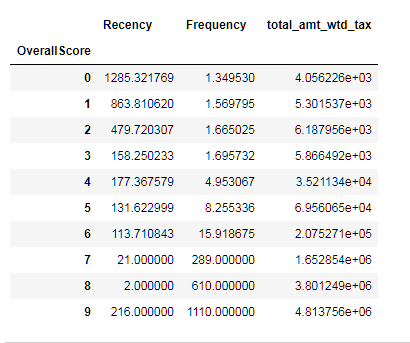 Recency Frequency total_amt_wtd_tax
OverallScore
0 1285.321769 1.349530 4.056226e+03
1 863.810620 1.569795 5.301537e+03
2 479.720307 1.665025 6.187956e+03
3 158.250233 1.695732 5.866492e+03
4 177.367579 4.953067 3.521134e+04
5 131.622999 8.255336 6.956065e+04
6 113.710843 15.918675 2.075271e+05
7 21.000000 289.000000 1.652854e+06
8 2.000000 610.000000 3.801249e+06
9 216.000000 1110.000000 4.813756e+06